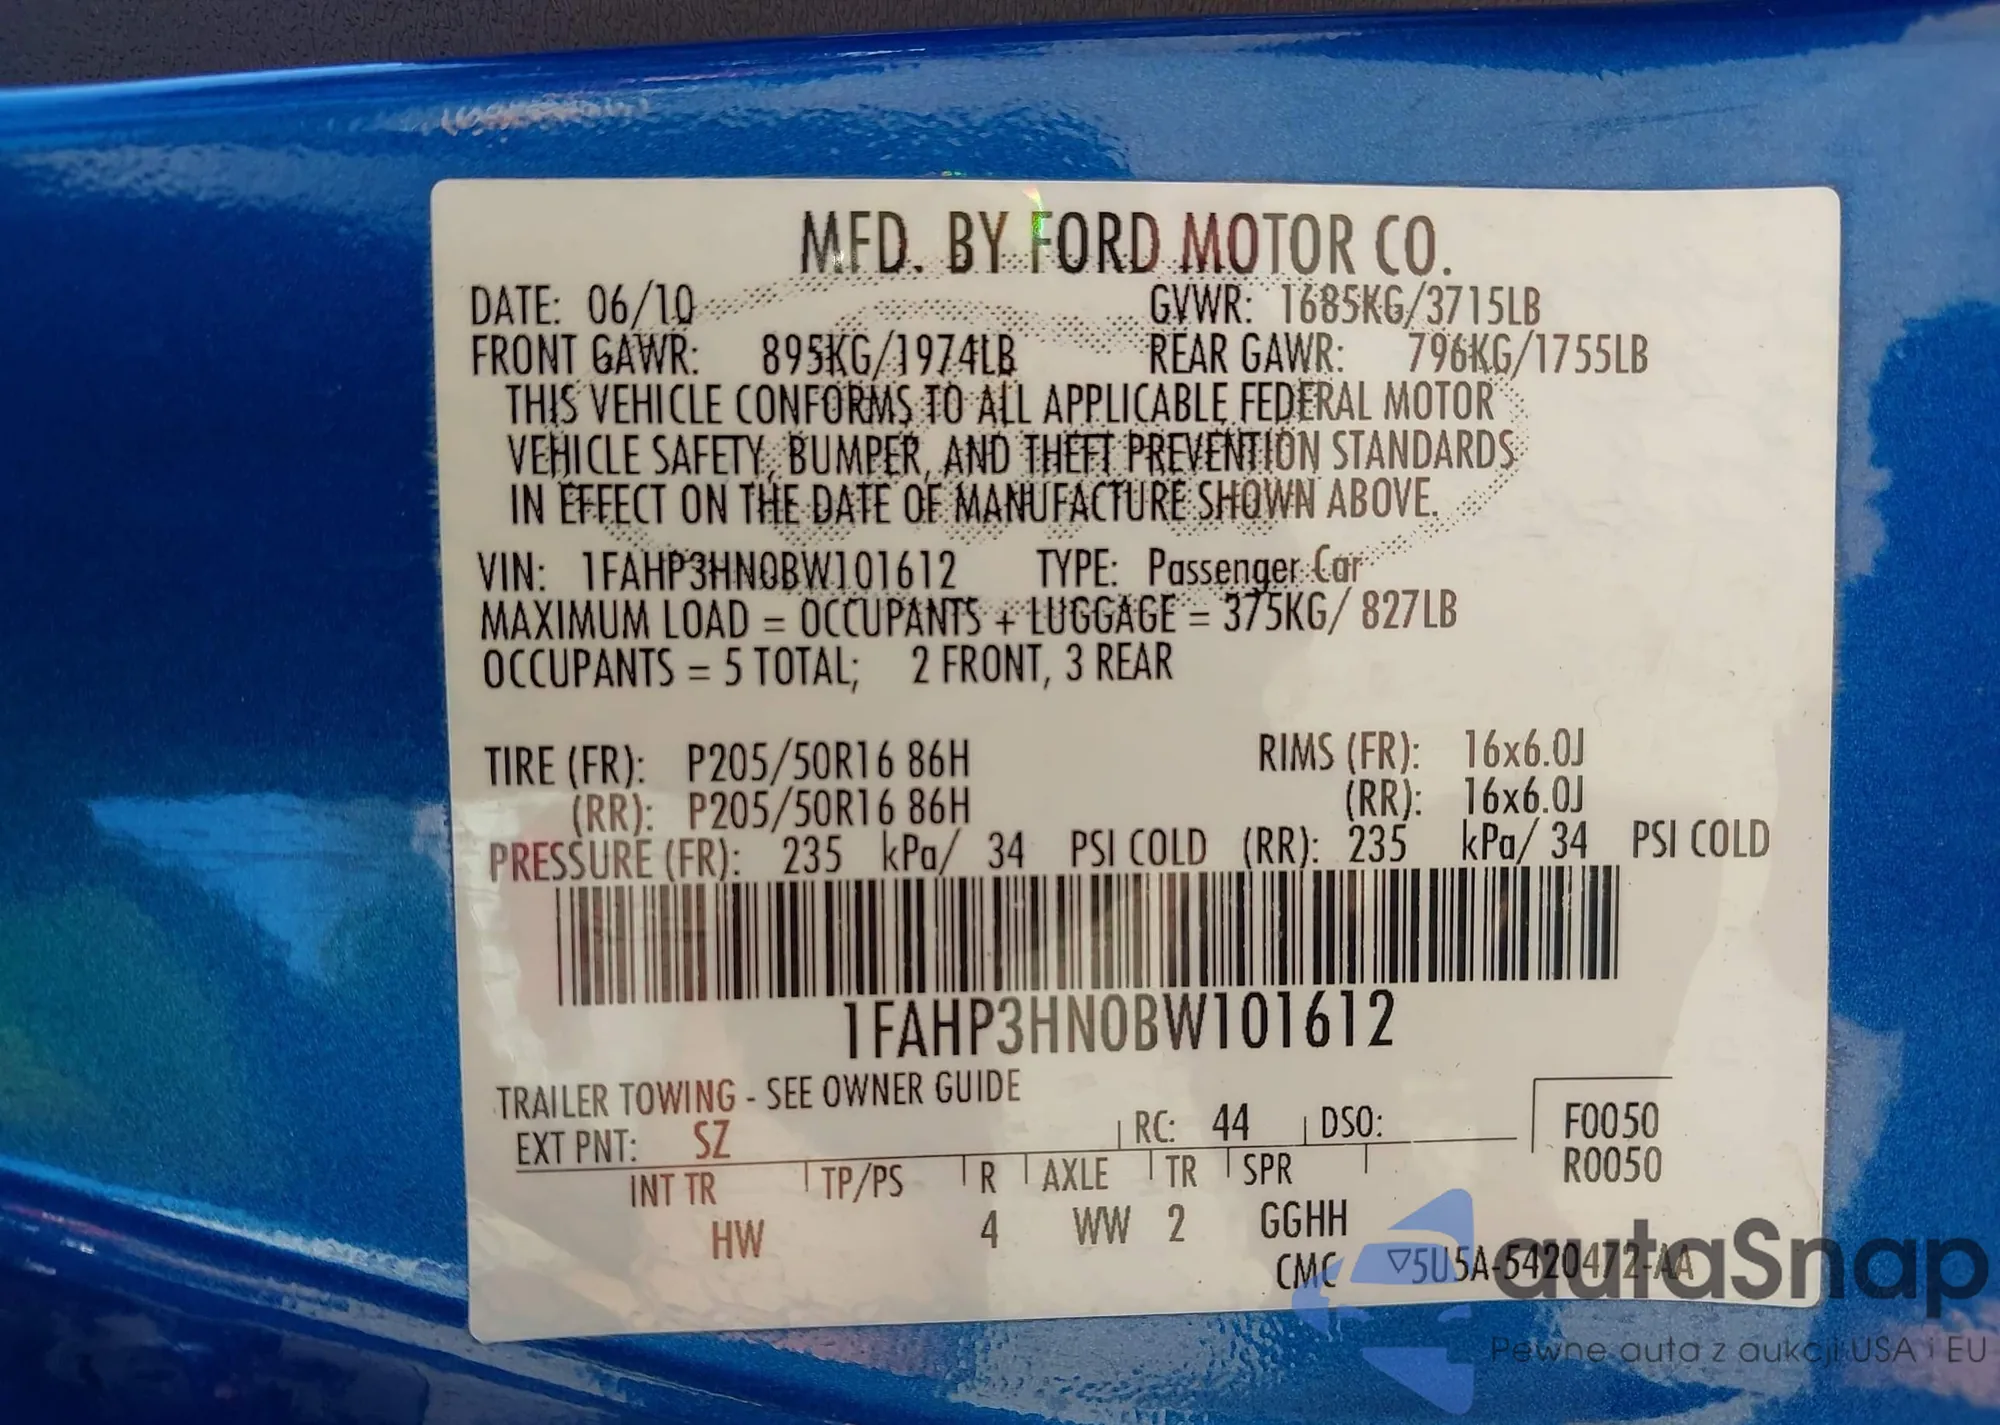 MFD. BY FORD MOTOR CO.
DATE: 06/10 GVWR: 1685KG/3715LB
FRONT GAWR: 895KG/1974LB REAR GAWR: 796KG/1755LB
THIS VEHICLE CONFORMS TO ALL APPLICABLE FEDERAL MOTOR
VEHICLE SAFETY, BUMPER, AND THEFT PREVENTION STANDARDS
IN EFFECT ON THE DATE OF MANUFACTURE SHOWN ABOVE.
VIN: 1FAHP3HN0BW101612 TYPE: Passenger Car
MAXIMUM LOAD = OCCUPANTS + LUGGAGE = 375KG/ 827LB
OCCUPANTS = 5 TOTAL; 2 FRONT, 3 REAR
TIRE (FR): P205/50R16 86H RIMS (FR): 16x6.0J
(RR): P205/50R16 86H (RR): 16x6.0J
PRESSURE (FR): 235 kPa/ 34 PSI COLD (RR): 235 kPa/ 34 PSI COLD
1FAHP3HN0BW101612
TRAILER TOWING - SEE OWNER GUIDE
EXT PNT: SZ RC: 44 DSO: F0050
R0050
INT TR TP/PS R AXLE TR SPR
HW 4 WW 2 GGHH
CMC ▽5U5A-5420472-AA
autaSnap
Pewne auta z aukcji USA i EU